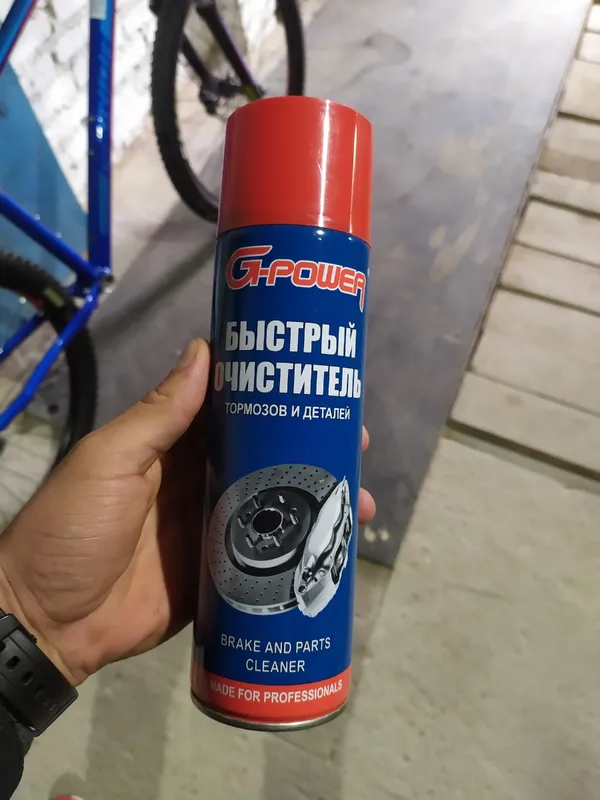 G-POWER
БЫСТРЫЙ
ОЧИСТИТЕЛЬ
ТОРМОЗОВ И ДЕТАЛЕЙ
BRAKE AND PARTS
CLEANER
MADE FOR PROFESSIONALS